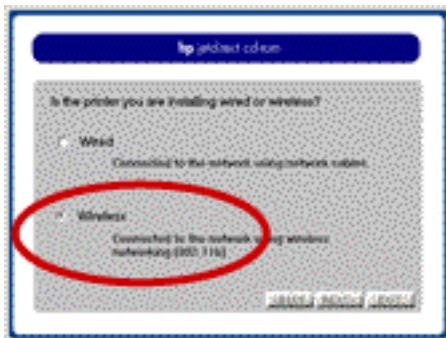 hp jetdirect cd-rom
Is the printer you are installing wired or wireless?
Wired
Connected to the network using network cables.
Wireless
Connected to the network using wireless
networking (802.11b)